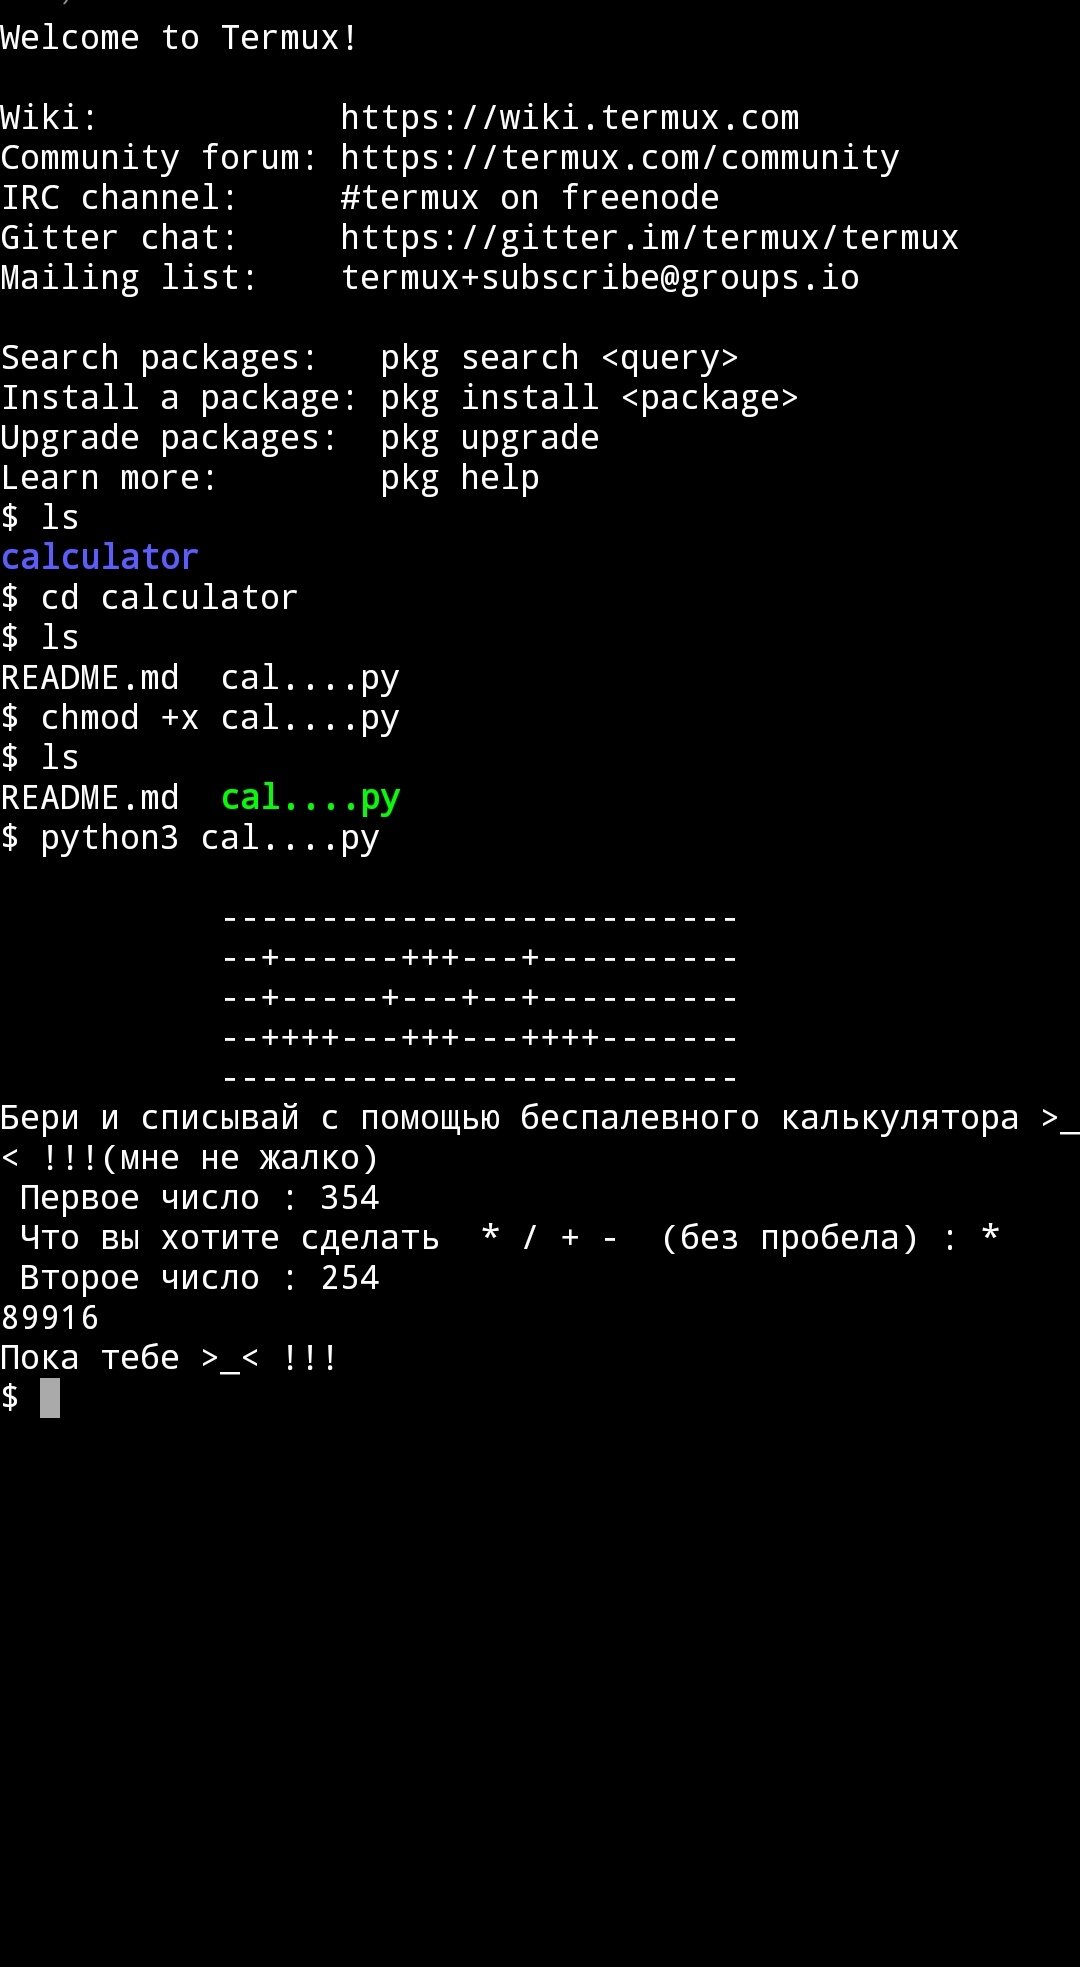 Welcome to Termux!
Wiki:            https://wiki.termux.com
Community forum: https://termux.com/community
IRC channel:     #termux on freenode
Gitter chat:     https://gitter.im/termux/termux
Mailing list:    termux+subscribe@groups.io
Search packages:   pkg search <query>
Install a package: pkg install <package>
Upgrade packages:  pkg upgrade
Learn more:        pkg help
$ ls
calculator
$ cd calculator
$ ls
README.md  cal....py
$ chmod +x cal....py
$ ls
README.md  cal....py
$ python3 cal....py
--------------------------
--+------+++---+----------
--+-----+---+--+----------
--++++---+++---++++-------
--------------------------
Бери и списывай с помощью беспалевного калькулятора >_
< !!!(мне не жалко)
Первое число : 354
Что вы хотите сделать  * / + -  (без пробела) : *
Второе число : 254
89916
Пока тебе >_< !!!
$